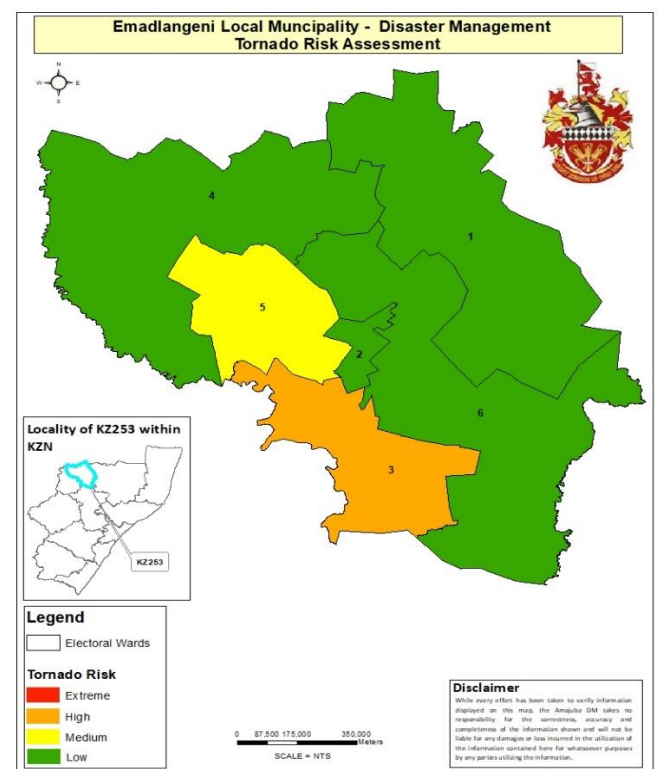 Emadlangeni Local Muncipality - Disaster Management
Tornado Risk Assessment
N
W E
S
4
1
5
2
6
3
Locality of KZ253 within
KZN
KZ253
Legend
Electoral Wards
Tornado Risk
Extreme
High
Medium
Low
0 87,500 175,000 350,000
Meters
SCALE = NTS
Disclaimer
While every effort has been taken to verify information
displayed on this map, the Amajuba DM takes no
responsibility for the correctness, accuracy and
completeness of the information shown and will not be
liable for any damages or loss incurred in the utilization of
the information contained here for whatsoever purposes
by any parties utilizing the information.